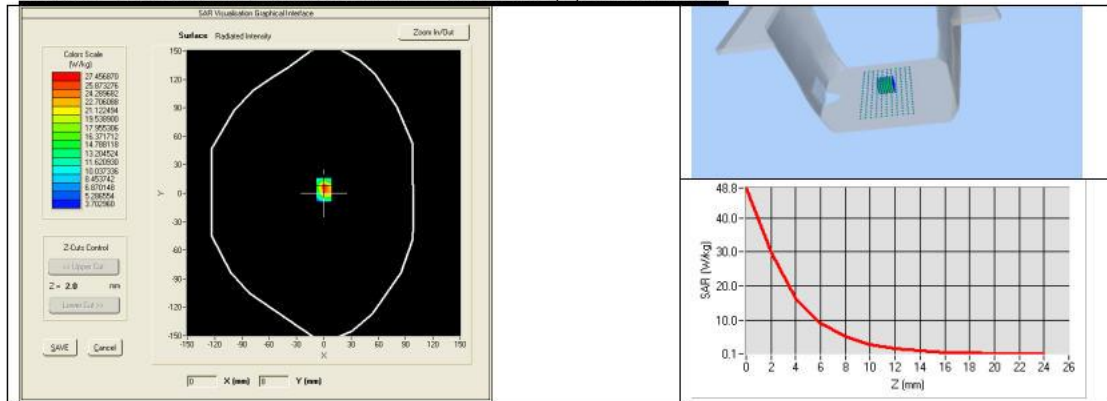 SAR Visualisation Graphical Interface
Surface Radiated Intensity
Zoom In/Out
Colors Scale
(W/kg)
27.456870
25.873276
24.289682
22.706088
21.122494
19.538900
17.955306
16.371712
14.788118
13.204524
11.620930
10.037336
8.453742
6.870148
5.286554
3.702960
150
120
90
60
30
0
-30
-60
-90
-120
-150
Y
-150 -120 -90 -60 -30 0 30 60 90 120 150
X
Z-Cuts Control
<< Upper Cut
Z = 2.0 mm
Lower Cut >>
SAVE Cancel
0 X (mm) 0 Y (mm)
48.8
40.0
30.0
20.0
10.0
0.1
SAR (W/kg)
0 2 4 6 8 10 12 14 16 18 20 22 24 26
Z (mm)